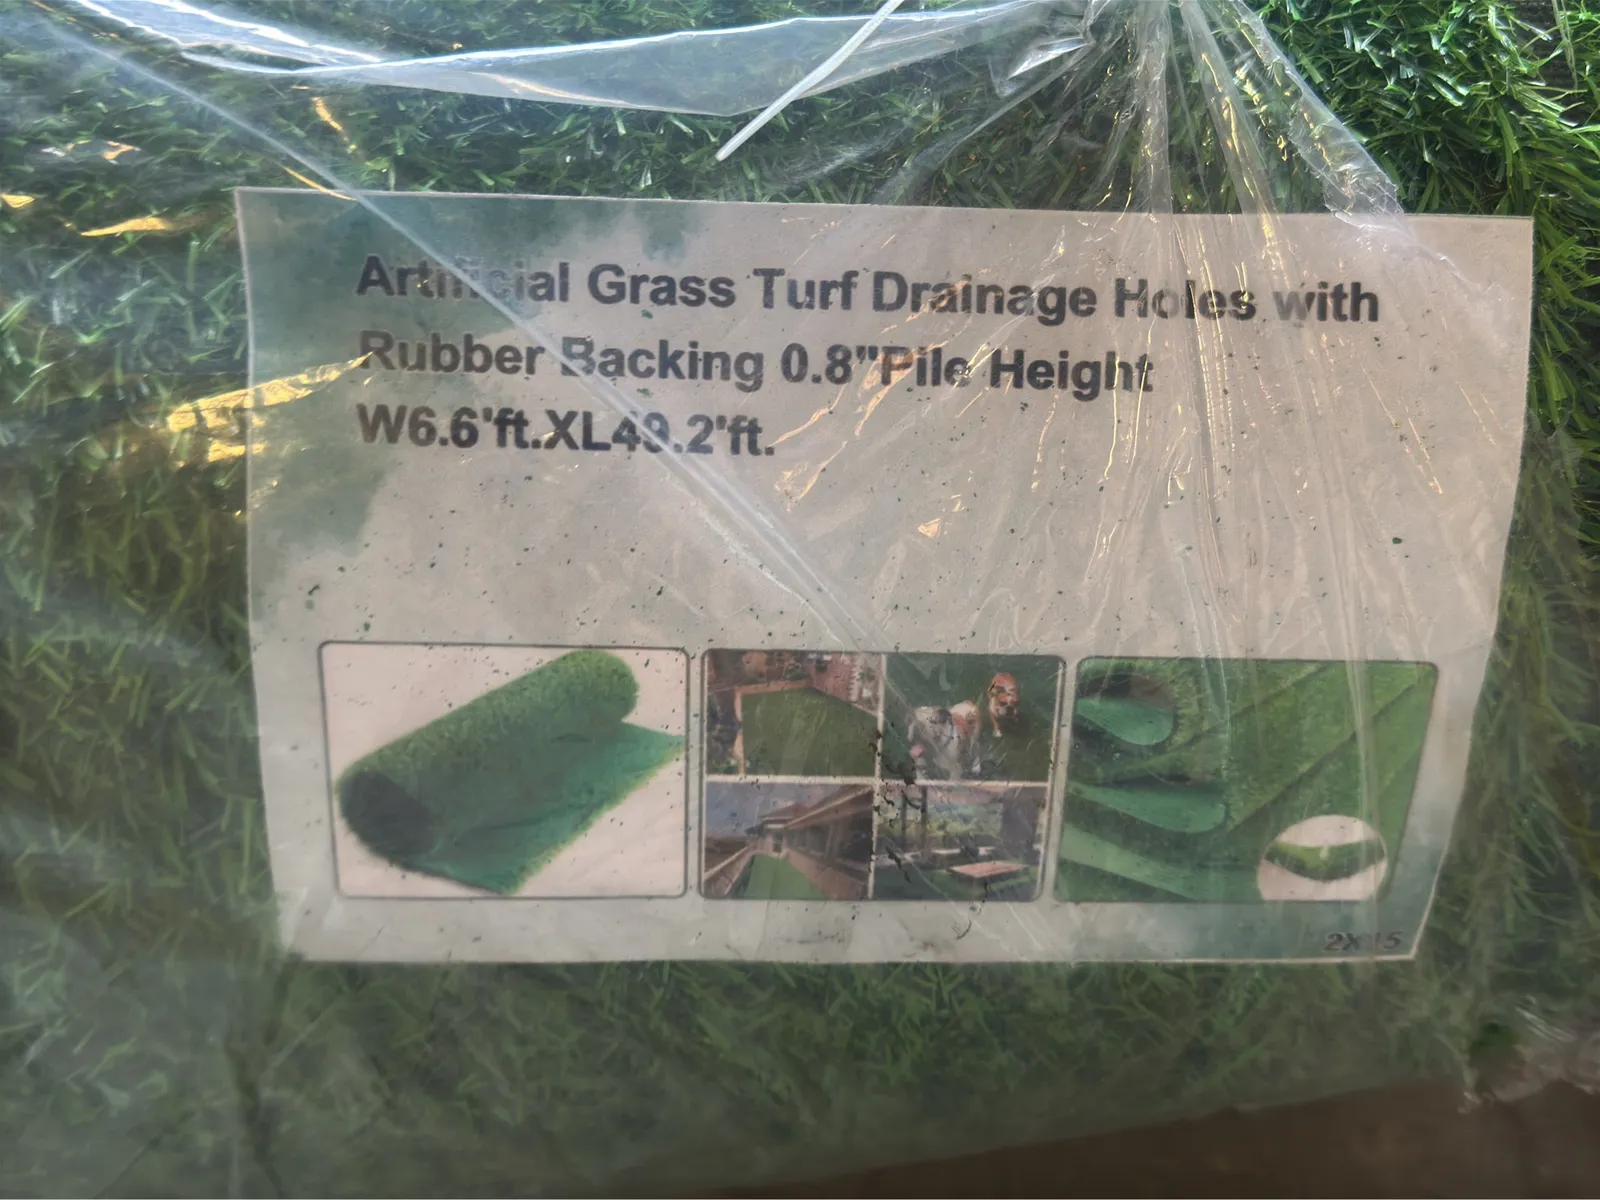 Artificial Grass Turf Drainage Holes with
Rubber Backing 0.8"Pile Height
W6.6'ft.XL49.2'ft.
2X15